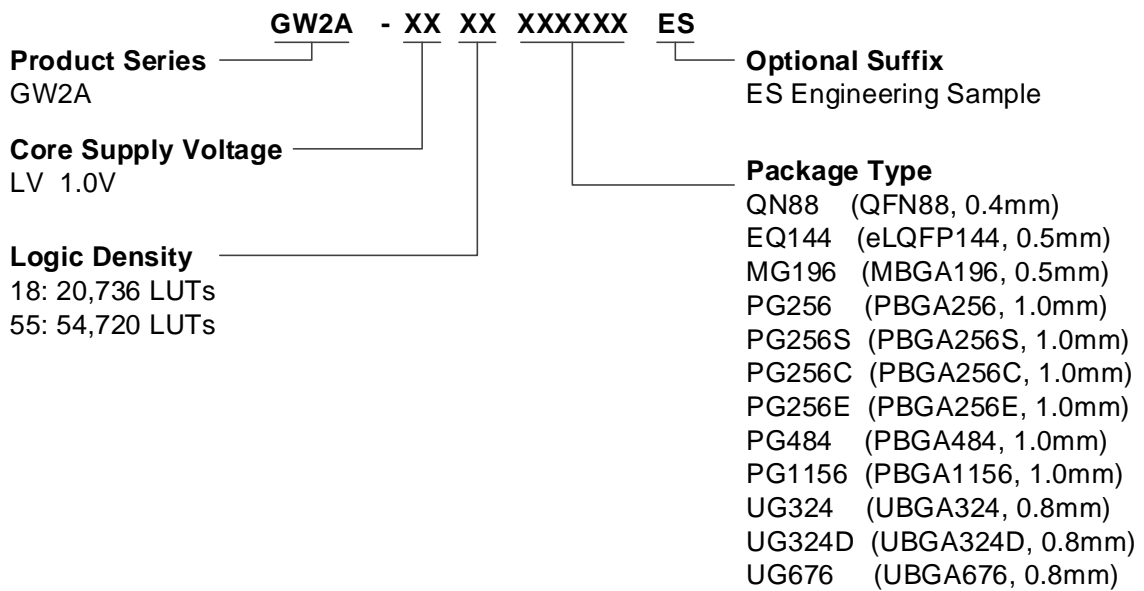 GW2A - XX XX XXXXXX ES
Product Series
GW2A
Core Supply Voltage
LV 1.0V
Logic Density
18: 20,736 LUTs
55: 54,720 LUTs
Optional Suffix
ES Engineering Sample
Package Type
QN88 (QFN88, 0.4mm)
EQ144 (eLQFP144, 0.5mm)
MG196 (MBGA196, 0.5mm)
PG256 (PBGA256, 1.0mm)
PG256S (PBGA256S, 1.0mm)
PG256C (PBGA256C, 1.0mm)
PG256E (PBGA256E, 1.0mm)
PG484 (PBGA484, 1.0mm)
PG1156 (PBGA1156, 1.0mm)
UG324 (UBGA324, 0.8mm)
UG324D (UBGA324D, 0.8mm)
UG676 (UBGA676, 0.8mm)